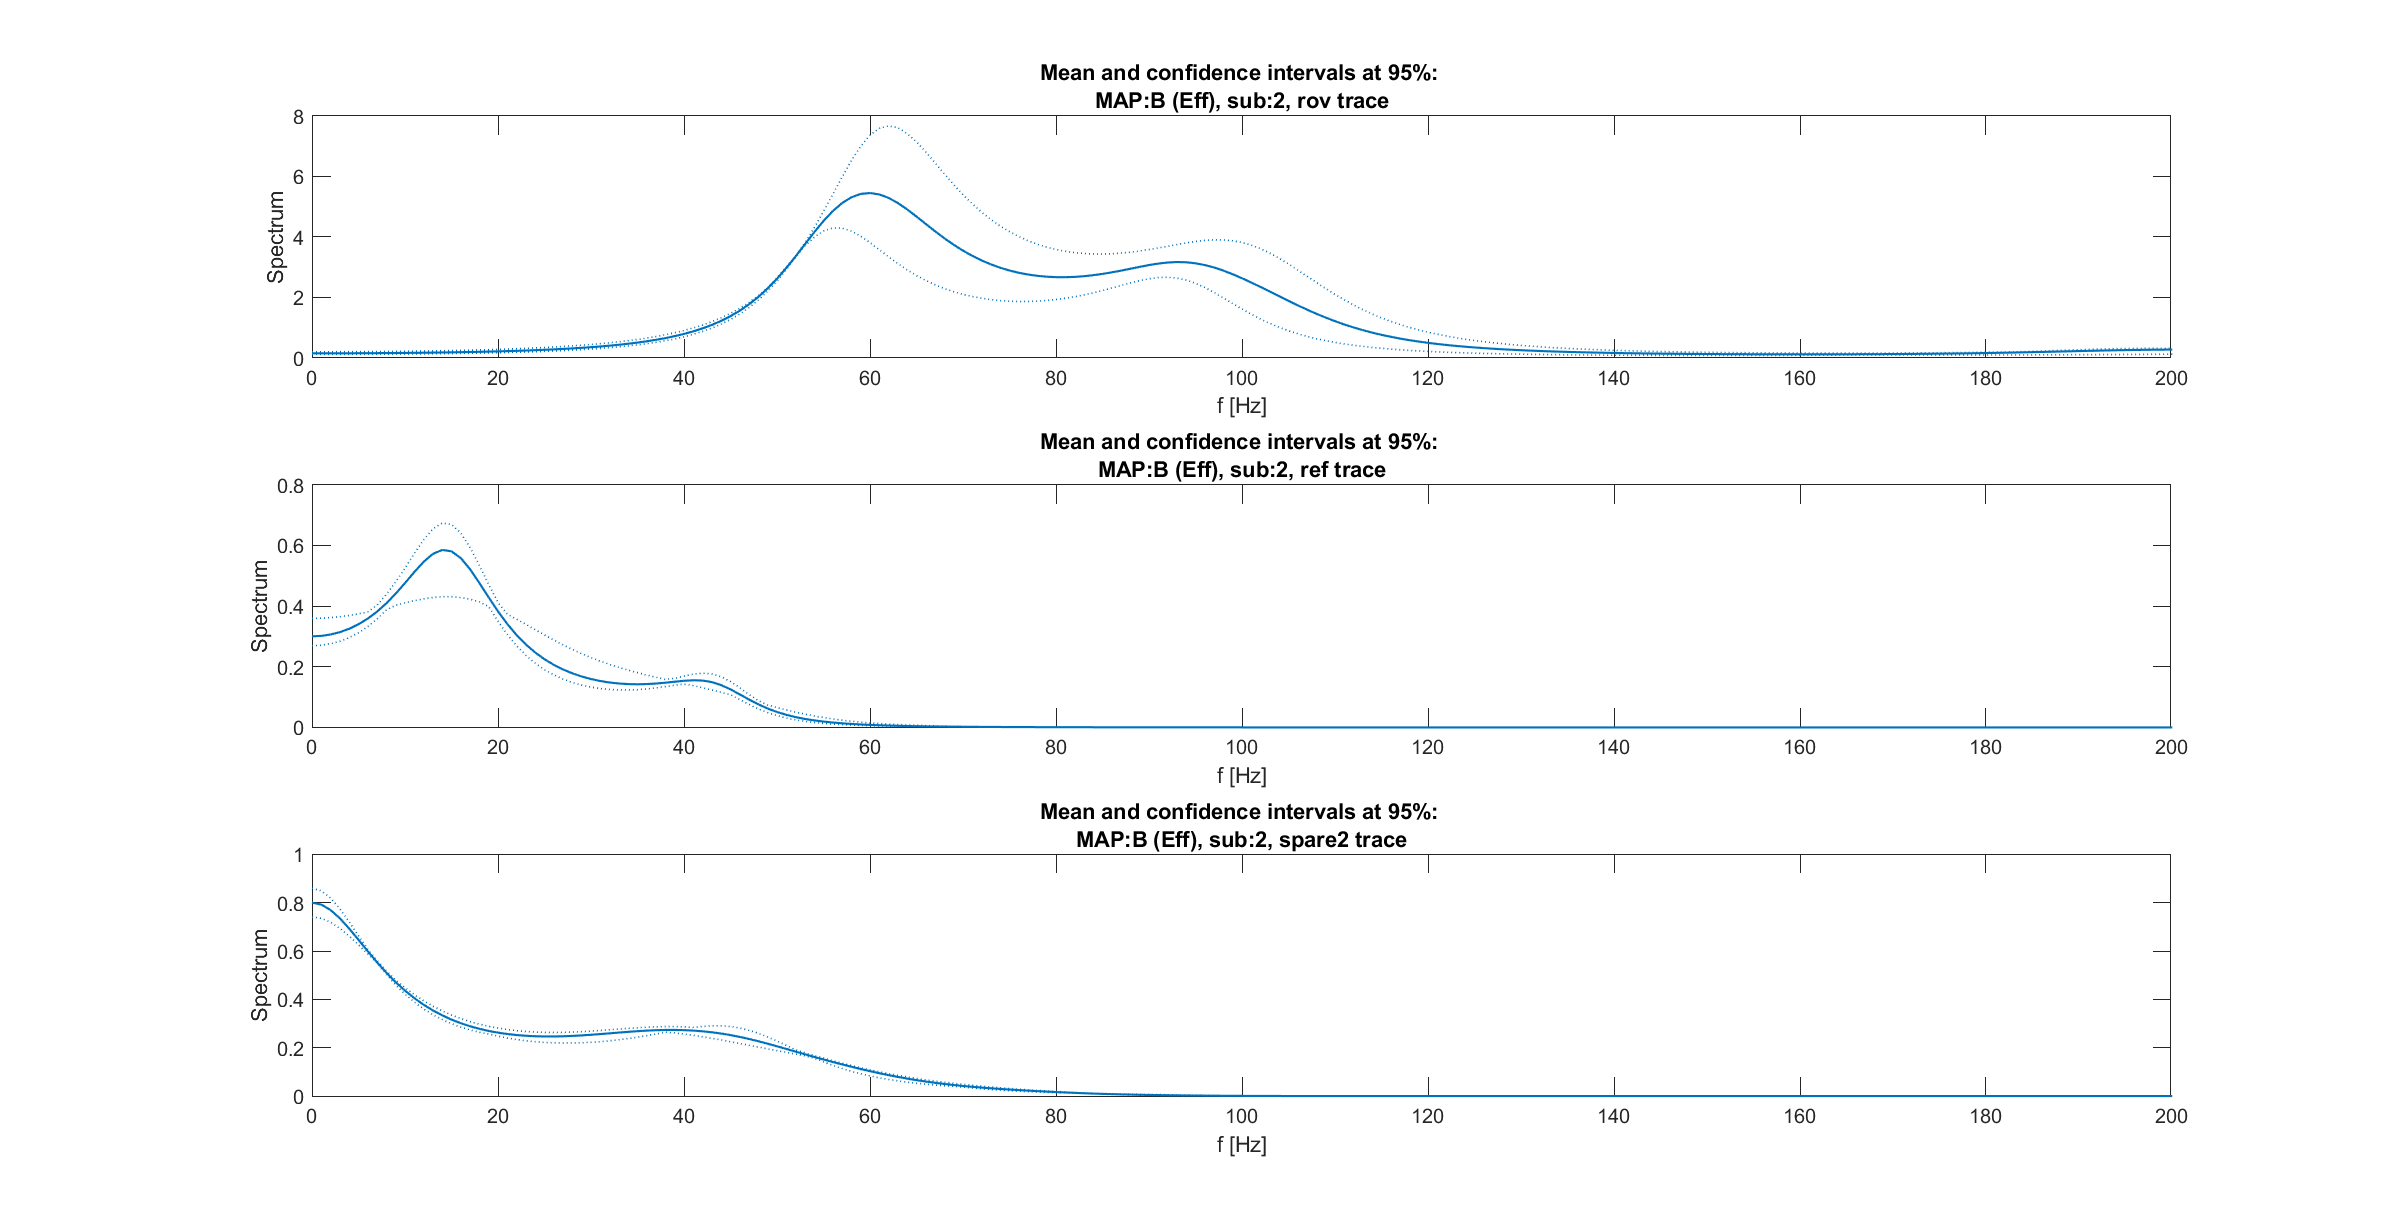 Mean and confidence intervals at 95%:
MAP:B (Eff), sub:2, rov trace
8
6
4
2
0
Spectrum
0 20 40 60 80 100 120 140 160 180 200
f [Hz]
Mean and confidence intervals at 95%:
MAP:B (Eff), sub:2, ref trace
0.8
0.6
0.4
0.2
0
Spectrum
0 20 40 60 80 100 120 140 160 180 200
f [Hz]
Mean and confidence intervals at 95%:
MAP:B (Eff), sub:2, spare2 trace
1
0.8
0.6
0.4
0.2
0
Spectrum
0 20 40 60 80 100 120 140 160 180 200
f [Hz]